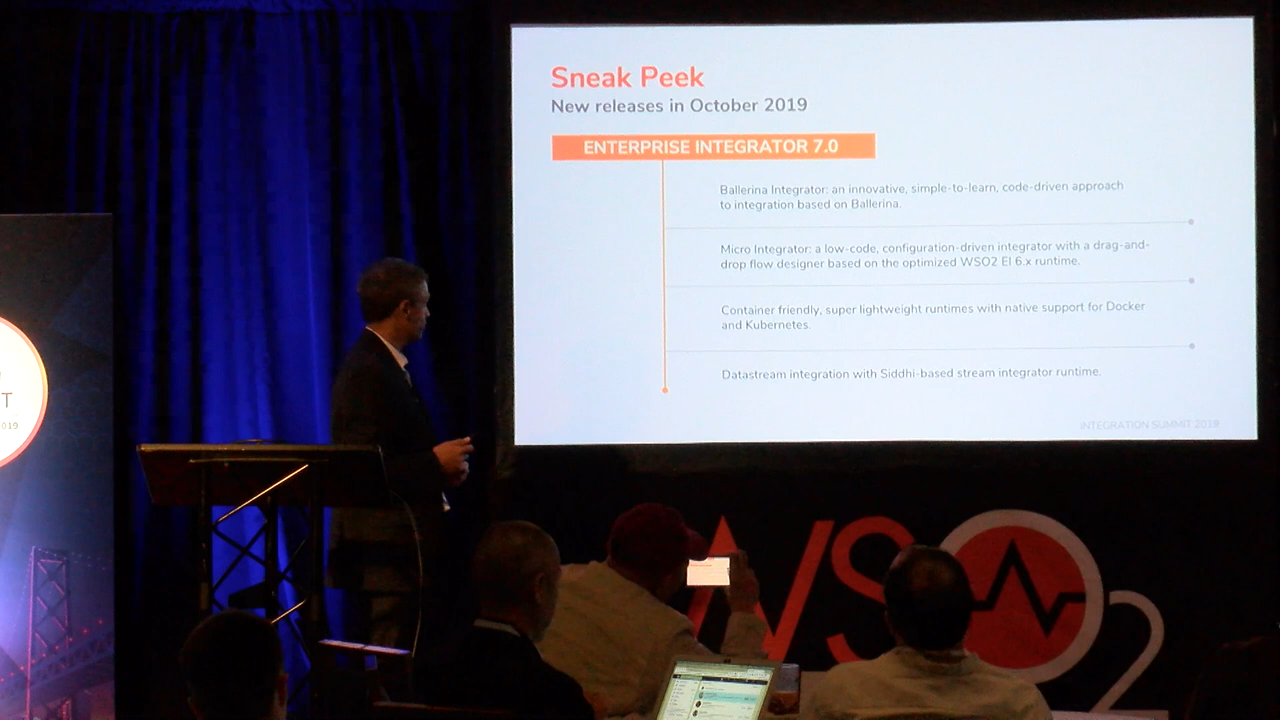 Sneak Peek
New releases in October 2019
ENTERPRISE INTEGRATOR 7.0
Ballerina Integrator: an innovative, simple-to-learn, code-driven approach
to integration based on Ballerina.
Micro Integrator: a low-code, configuration-driven integrator with a drag-and-
drop flow designer based on the optimized WSO2 EI 6.x runtime.
Container friendly, super lightweight runtimes with native support for Docker
and Kubernetes.
Datastream integration with Siddhi-based stream integrator runtime.
INTEGRATION SUMMIT 2019
T
019
WSO2